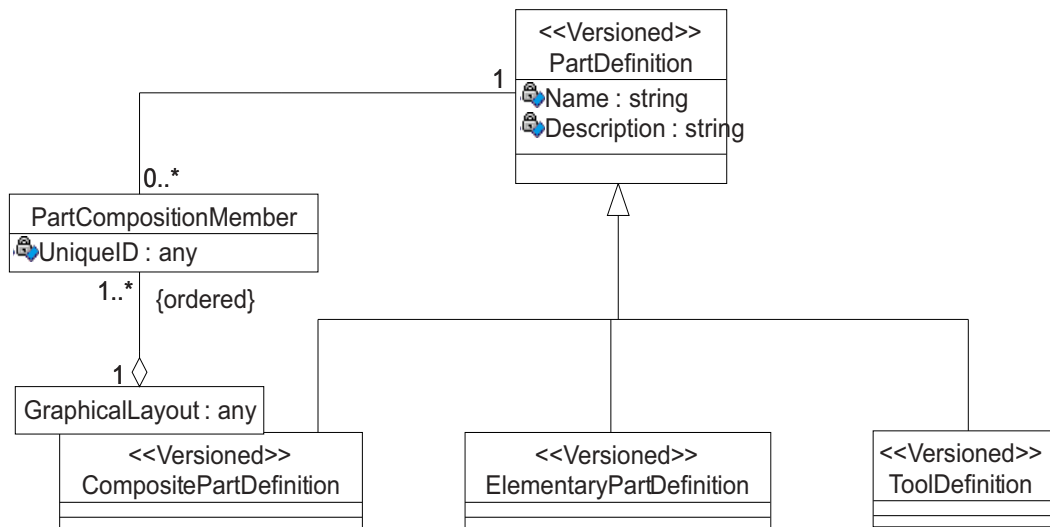 <<Versioned>>
PartDefinition
1
Name : string
Description : string
0..*
PartCompositionMember
UniqueID : any
1..*
{ordered}
1
GraphicalLayout : any
<<Versioned>>
CompositePartDefinition
<<Versioned>>
ElementaryPartDefinition
<<Versioned>>
ToolDefinition